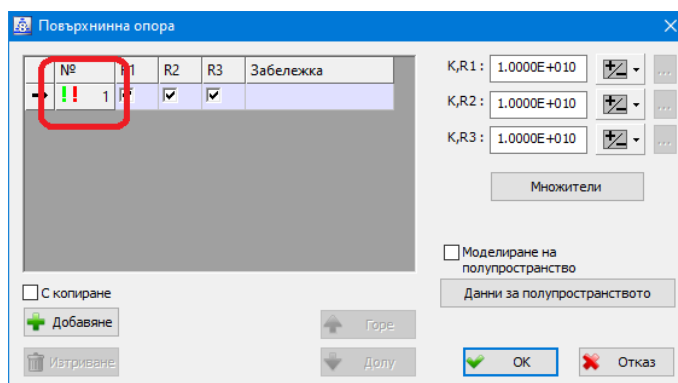 Повърхнинна опора
№ R1 R2 R3 Забележка
!! 1
K,R1: 1.0000E+010 +/- ...
K,R2: 1.0000E+010 +/- ...
K,R3: 1.0000E+010 +/- ...
Множители
Моделиране на
полупространство
Данни за полупространството
С копиране
Добавяне
Горе
Изтриване
Долу
OK
Отказ